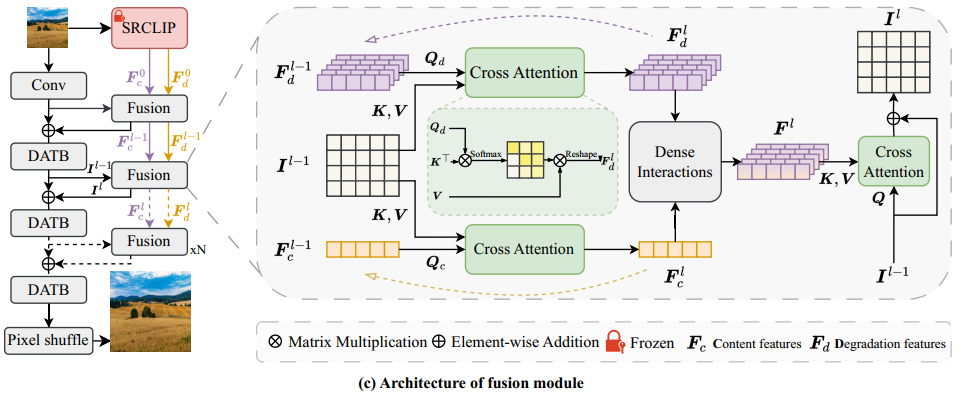 SRCLIP
F_c^0
F_d^0
Conv
Fusion
F_c^{l-1}
F_d^{l-1}
DATB
I^{l-1}
Fusion
I^l
F_c^l
F_d^l
DATB
Fusion
xN
DATB
Pixel shuffle
F_d^{l-1}
Q_d
Cross Attention
F_d^l
K, V
Q_d
K^⊤
Softmax
Reshape
F_d^l
V
I^{l-1}
K, V
F_c^{l-1}
Q_c
Cross Attention
F_c^l
Dense
Interactions
F^l
K, V
I^l
Cross
Attention
Q
I^{l-1}
⊗ Matrix Multiplication ⊕ Element-wise Addition Frozen F_c Content features F_d Degradation features
(c) Architecture of fusion module